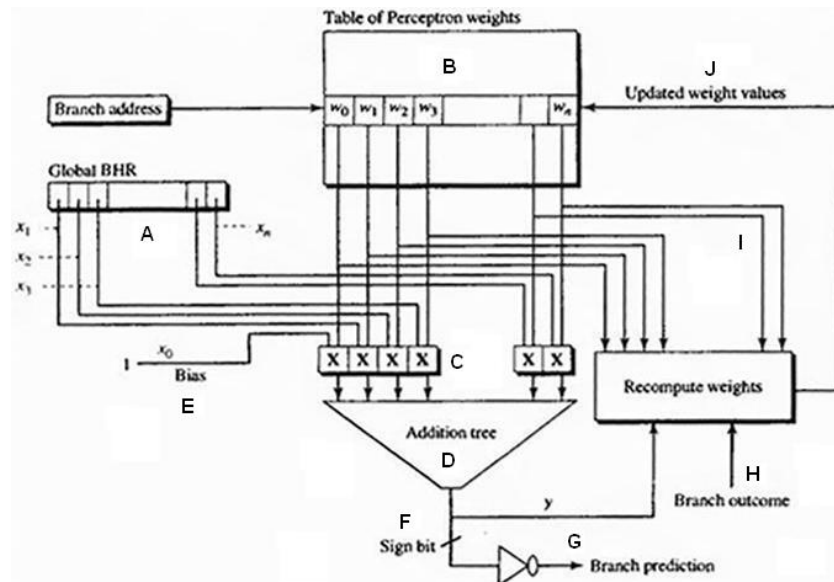 Table of Perceptron weights
B
J
Branch address
w0 w1 w2 w3 wn
Updated weight values
Global BHR
x1
A
xn
I
x2
x3
x0
1
Bias
X X X X
C
X X
Recompute weights
E
Addition tree
D
H
y
Branch outcome
F
Sign bit
G
Branch prediction